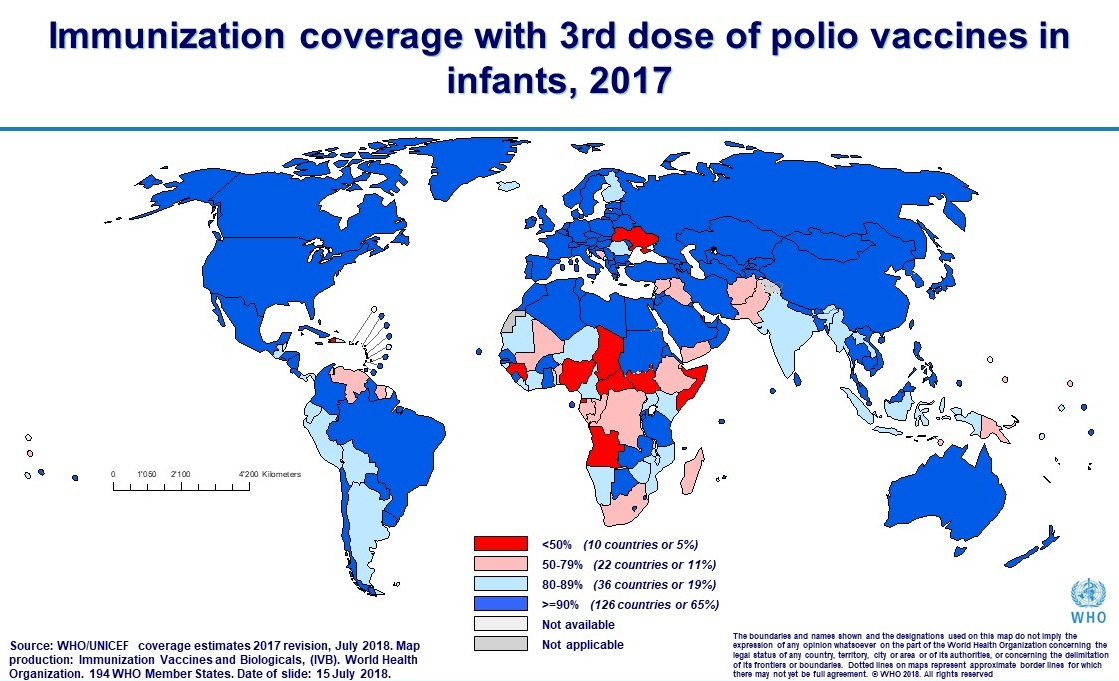 Immunization coverage with 3rd dose of polio vaccines in
infants, 2017
0 1'050 2'100 4'200 Kilometers
<50% (10 countries or 5%)
50-79% (22 countries or 11%)
80-89% (36 countries or 19%)
>=90% (126 countries or 65%)
Not available
Not applicable
WHO
Source: WHO/UNICEF coverage estimates 2017 revision, July 2018. Map
production: Immunization Vaccines and Biologicals, (IVB). World Health
Organization. 194 WHO Member States. Date of slide: 15 July 2018.
The boundaries and names shown and the designations used on this map do not imply the
expression of any opinion whatsoever on the part of the World Health Organization concerning the
legal status of any country, territory, city or area or of its authorities, or concerning the delimitation
of its frontiers or boundaries. Dotted lines on maps represent approximate border lines for which
there may not yet be full agreement. © WHO 2018. All rights reserved